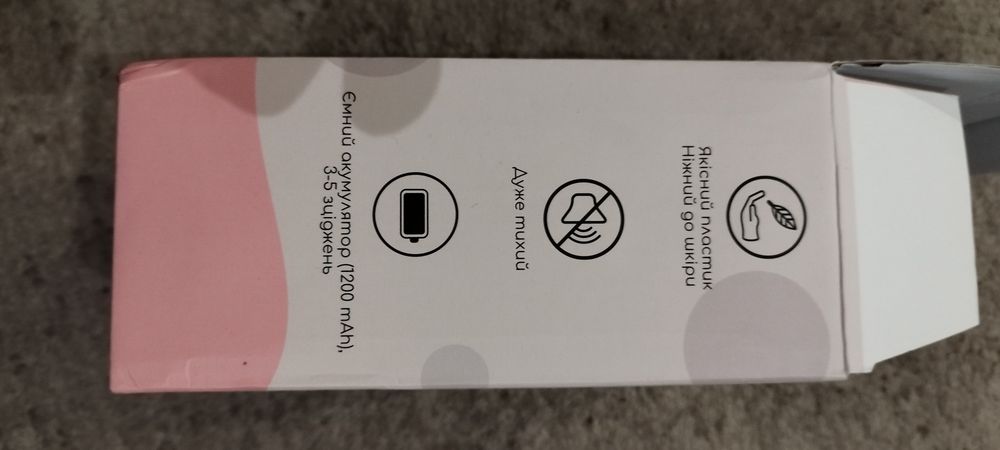 Якісний пластик
Ніжний до шкіри
Дуже тихий
Ємний акумулятор (1200 mAh),
3-5 зціджень